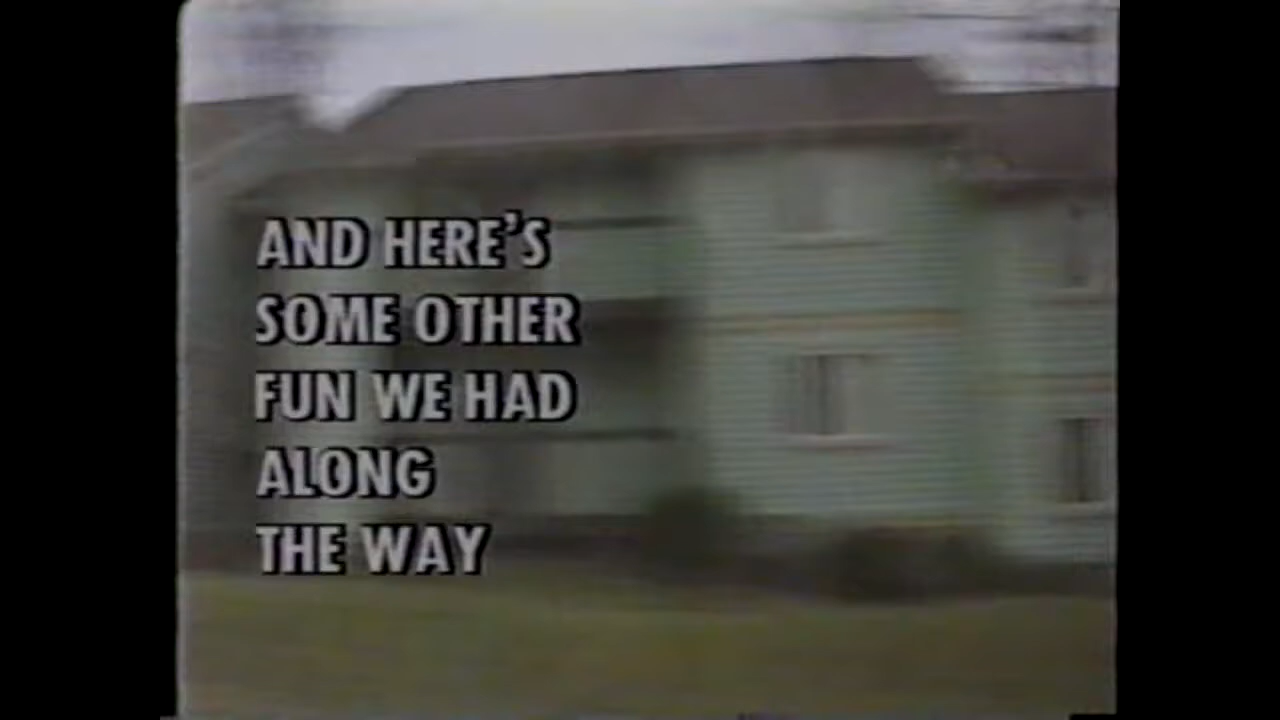 AND HERE'S
SOME OTHER
FUN WE HAD
ALONG
THE WAY